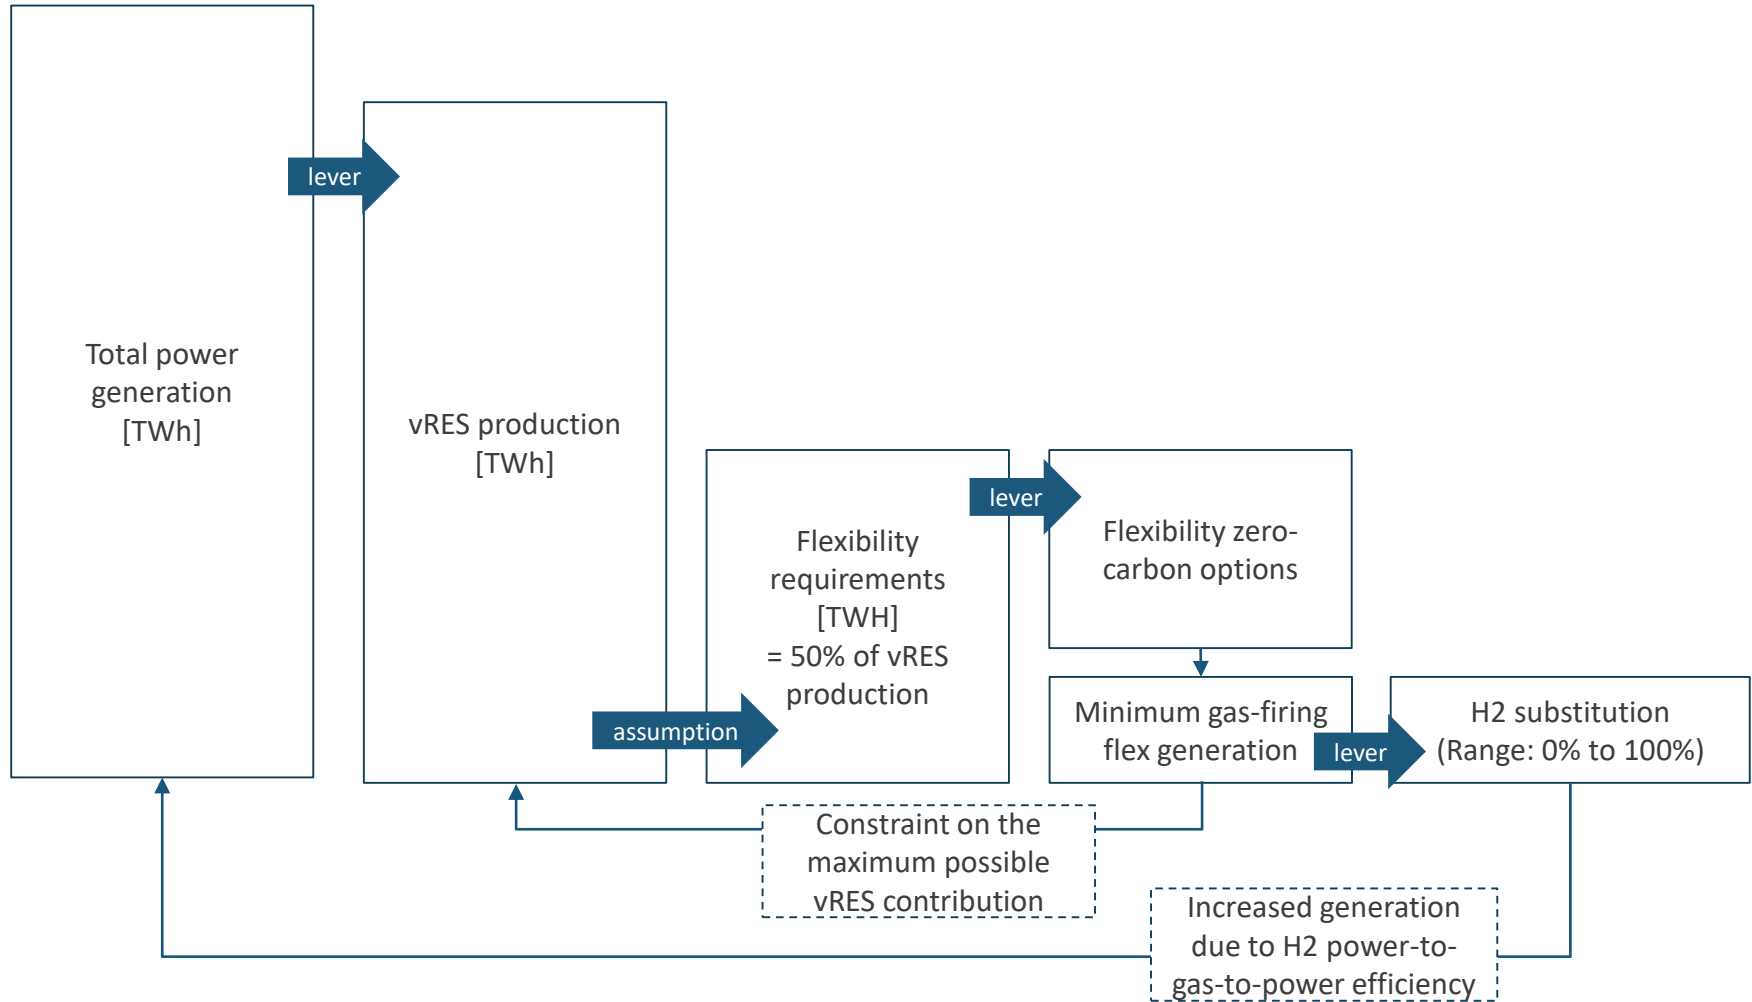 Total power
generation
[TWh]
lever
vRES production
[TWh]
assumption
Flexibility
requirements
[TWH]
= 50% of vRES
production
lever
Flexibility zero-
carbon options
Minimum gas-firing
flex generation
lever
H2 substitution
(Range: 0% to 100%)
Constraint on the
maximum possible
vRES contribution
Increased generation
due to H2 power-to-
gas-to-power efficiency